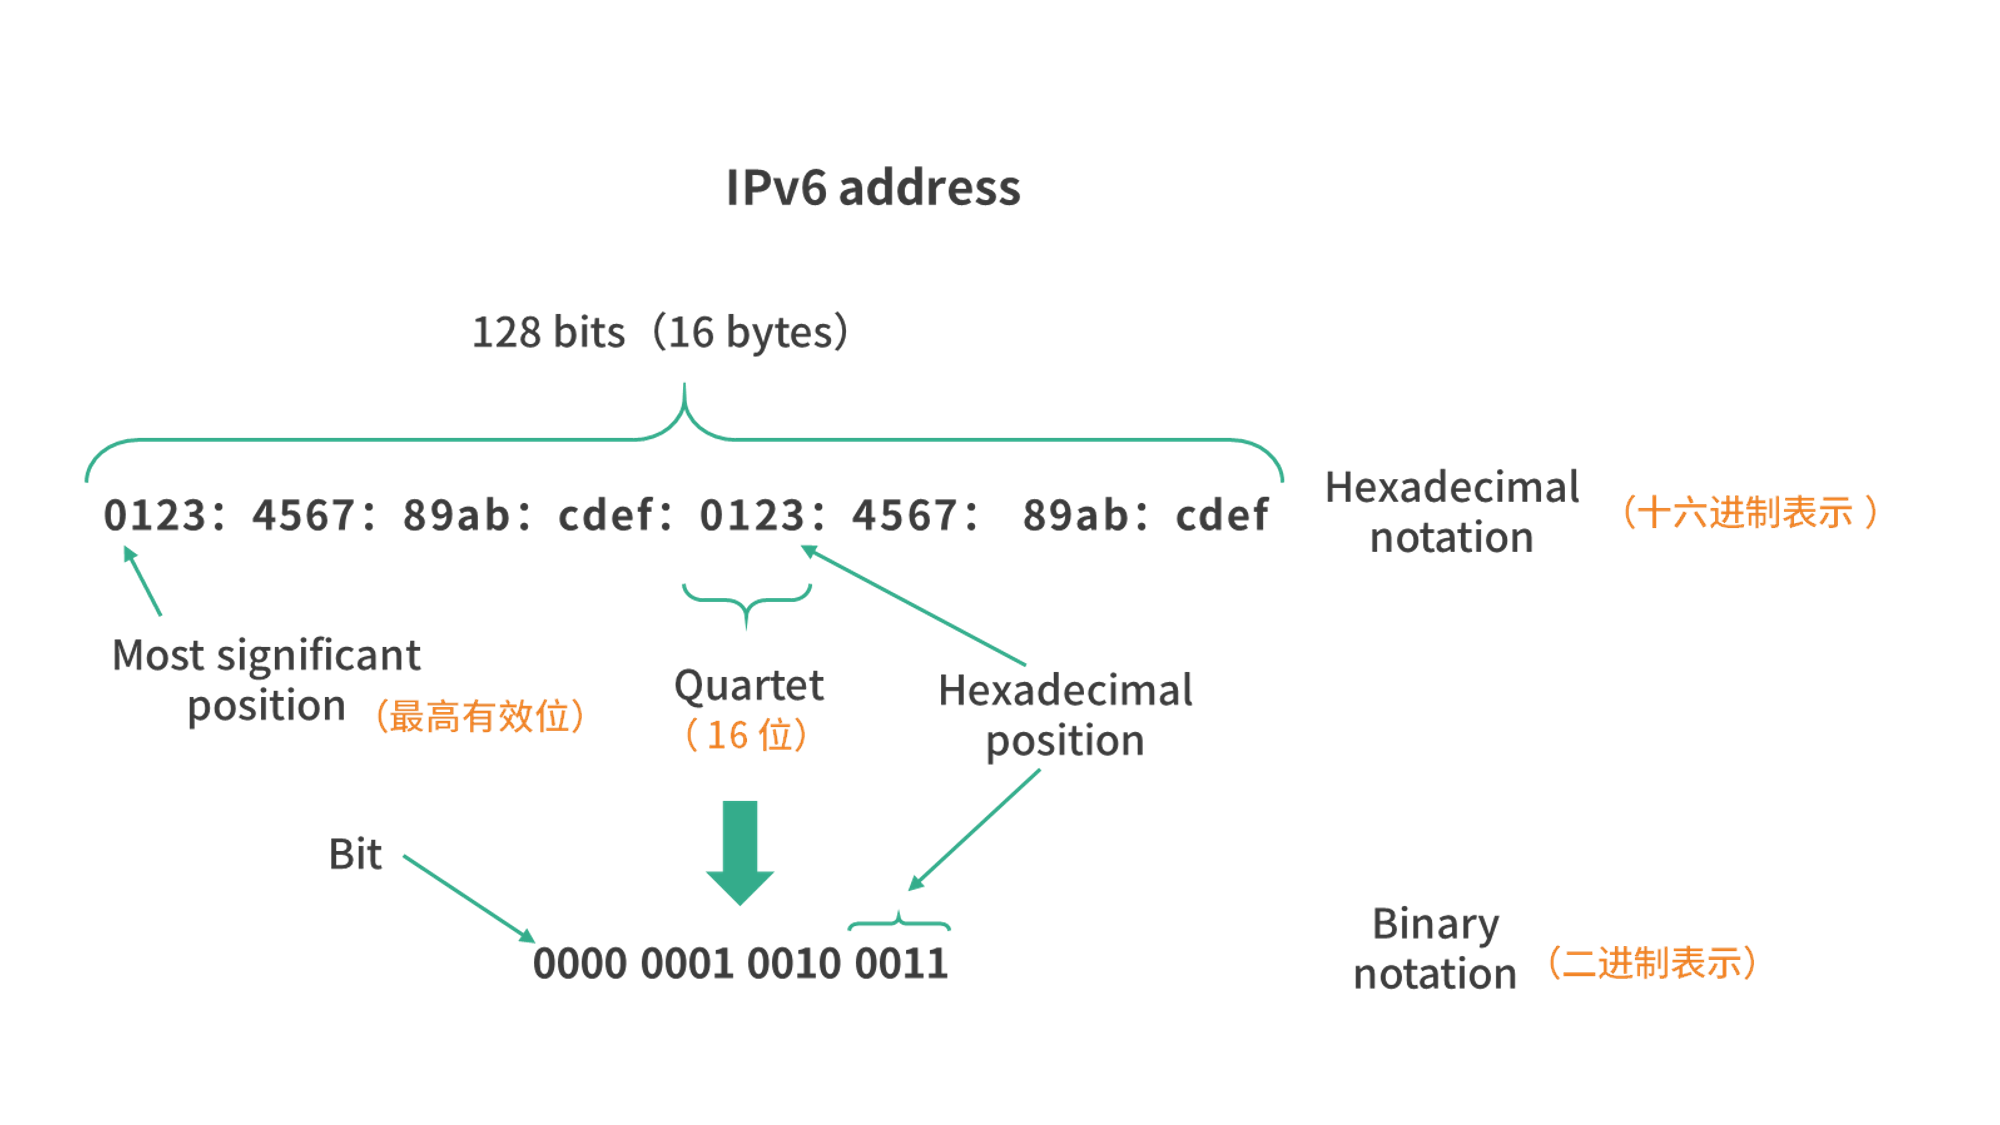 IPv6 address
128 bits（16 bytes）
0123：4567：89ab：cdef：0123：4567： 89ab：cdef
Hexadecimal
notation
（十六进制表示 ）
Most significant
position
（最高有效位）
Quartet
（ 16 位）
Hexadecimal
position
Bit
0000 0001 0010 0011
Binary
notation
（二进制表示）